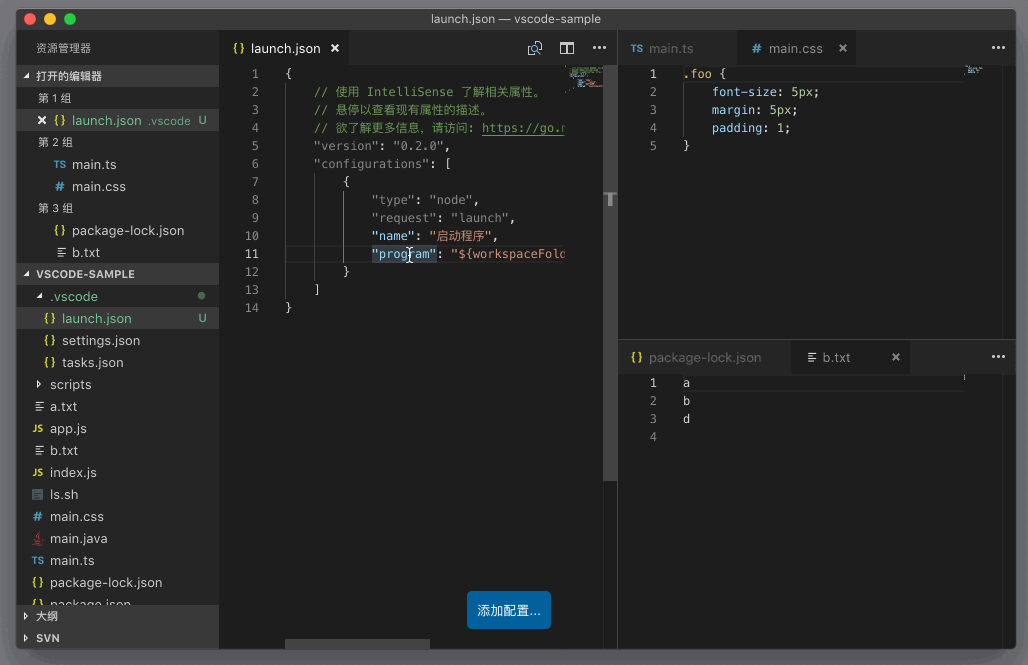 launch.json — vscode-sample
资源管理器
打开的编辑器
第 1 组
{} launch.json .vscode U
第 2 组
TS main.ts
# main.css
第 3 组
{} package-lock.json
b.txt
VSCODE-SAMPLE
.vscode
{} launch.json U
{} settings.json
{} tasks.json
scripts
a.txt
JS app.js
b.txt
JS index.js
ls.sh
# main.css
main.java
TS main.ts
{} package-lock.json
{} package.json
大纲
SVN
{} launch.json
1 {
2 // 使用 IntelliSense 了解相关属性。
3 // 悬停以查看现有属性的描述。
4 // 欲了解更多信息，请访问: https://go.m
5 "version": "0.2.0",
6 "configurations": [
7 {
8 "type": "node",
9 "request": "launch",
10 "name": "启动程序",
11 "program": "${workspaceFold
12 }
13 ]
14 }
添加配置...
TS main.ts
# main.css
1 .foo {
2 font-size: 5px;
3 margin: 5px;
4 padding: 1;
5 }
{} package-lock.json
b.txt
1 a
2 b
3 d
4